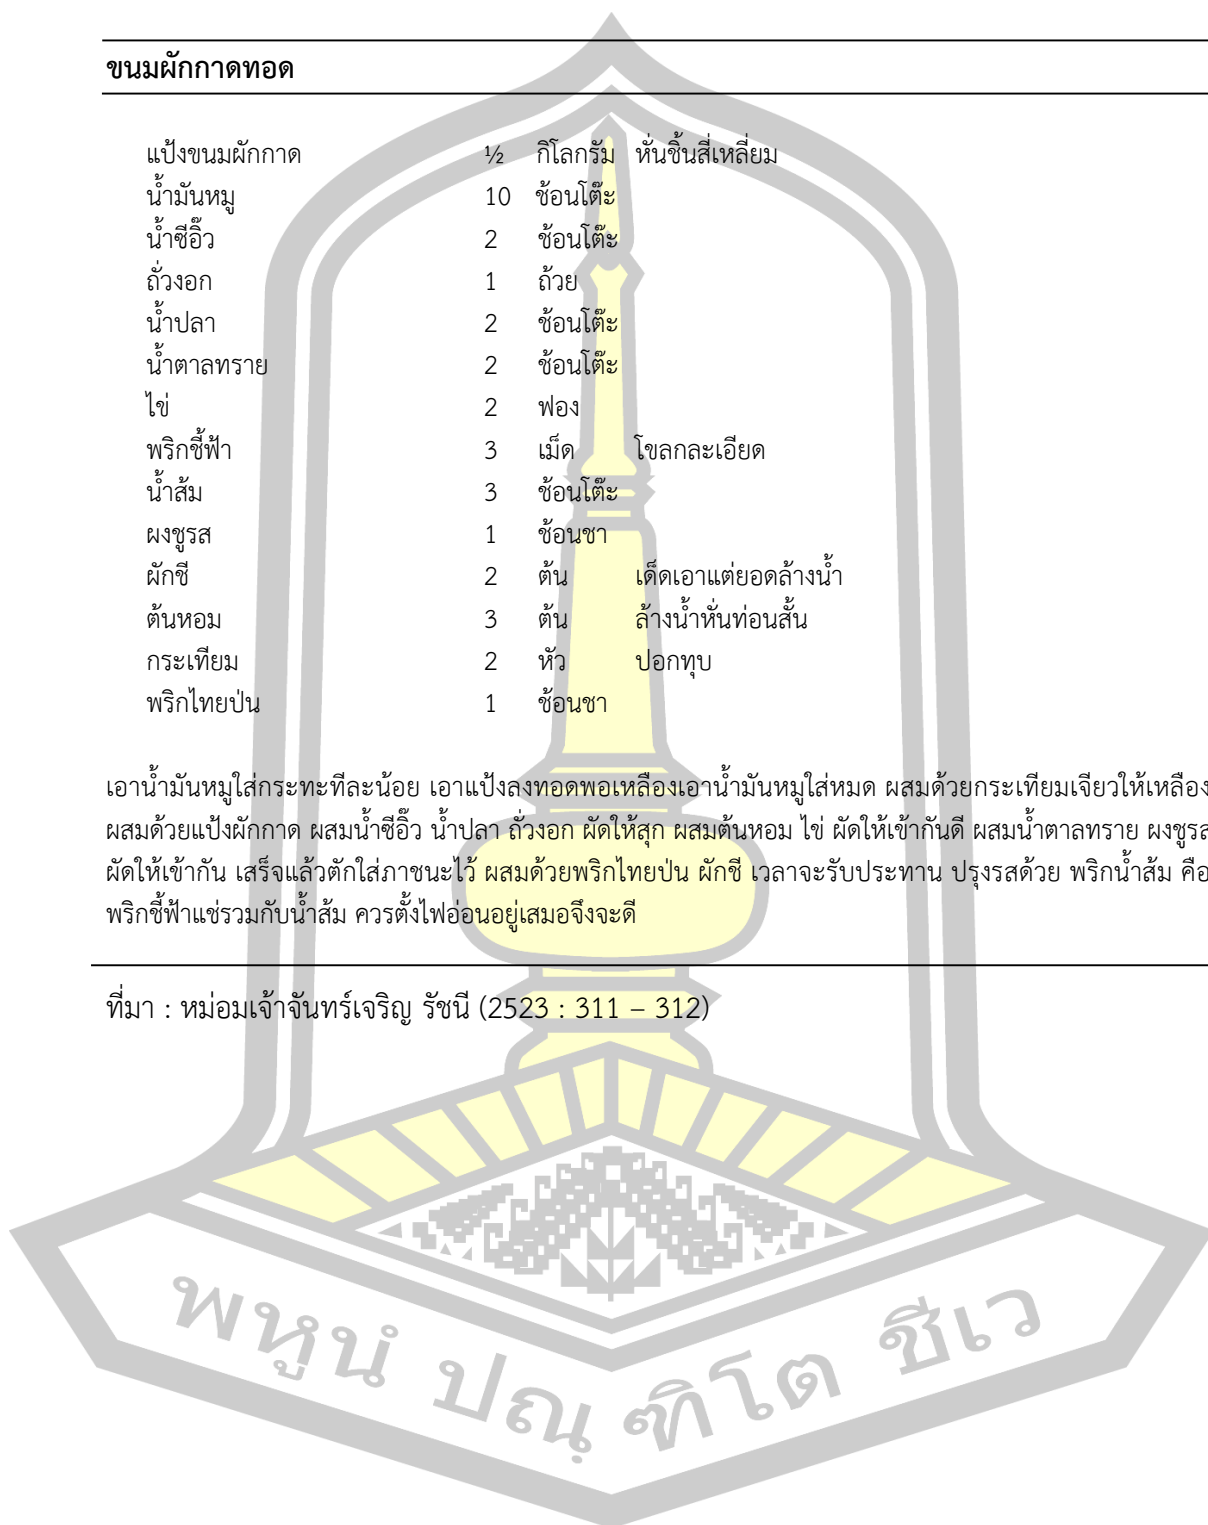 ขนมผักกาดทอด
แป้งขนมผักกาด ½ กิโลกรัม หั่นชิ้นสี่เหลี่ยม
น้ำมันหมู 10 ช้อนโต๊ะ
น้ำซีอิ๊ว 2 ช้อนโต๊ะ
ถั่วงอก 1 ถ้วย
น้ำปลา 2 ช้อนโต๊ะ
น้ำตาลทราย 2 ช้อนโต๊ะ
ไข่ 2 ฟอง
พริกชี้ฟ้า 3 เม็ด โขลกละเอียด
น้ำส้ม 3 ช้อนโต๊ะ
ผงชูรส 1 ช้อนชา
ผักชี 2 ต้น เด็ดเอาแต่ยอดล้างน้ำ
ต้นหอม 3 ต้น ล้างน้ำหั่นท่อนสั้น
กระเทียม 2 หัว ปอกทุบ
พริกไทยป่น 1 ช้อนชา
เอาน้ำมันหมูใส่กระทะทีละน้อย เอาแป้งลงทอดพอเหลืองเอาน้ำมันหมูใส่หมด ผสมด้วยกระเทียมเจียวให้เหลือง
ผสมด้วยแป้งผักกาด ผสมน้ำซีอิ๊ว น้ำปลา ถั่วงอก ผัดให้สุก ผสมต้นหอม ไข่ ผัดให้เข้ากันดี ผสมน้ำตาลทราย ผงชูรส
ผัดให้เข้ากัน เสร็จแล้วตักใส่ภาชนะไว้ ผสมด้วยพริกไทยป่น ผักชี เวลาจะรับประทาน ปรุงรสด้วย พริกน้ำส้ม คือ
พริกชี้ฟ้าแช่รวมกับน้ำส้ม ควรตั้งไฟอ่อนอยู่เสมอจึงจะดี
ที่มา : หม่อมเจ้าจันทร์เจริญ รัชนี (2523 : 311 – 312)
พหูนํ ปณฺฑิโต ชีเว